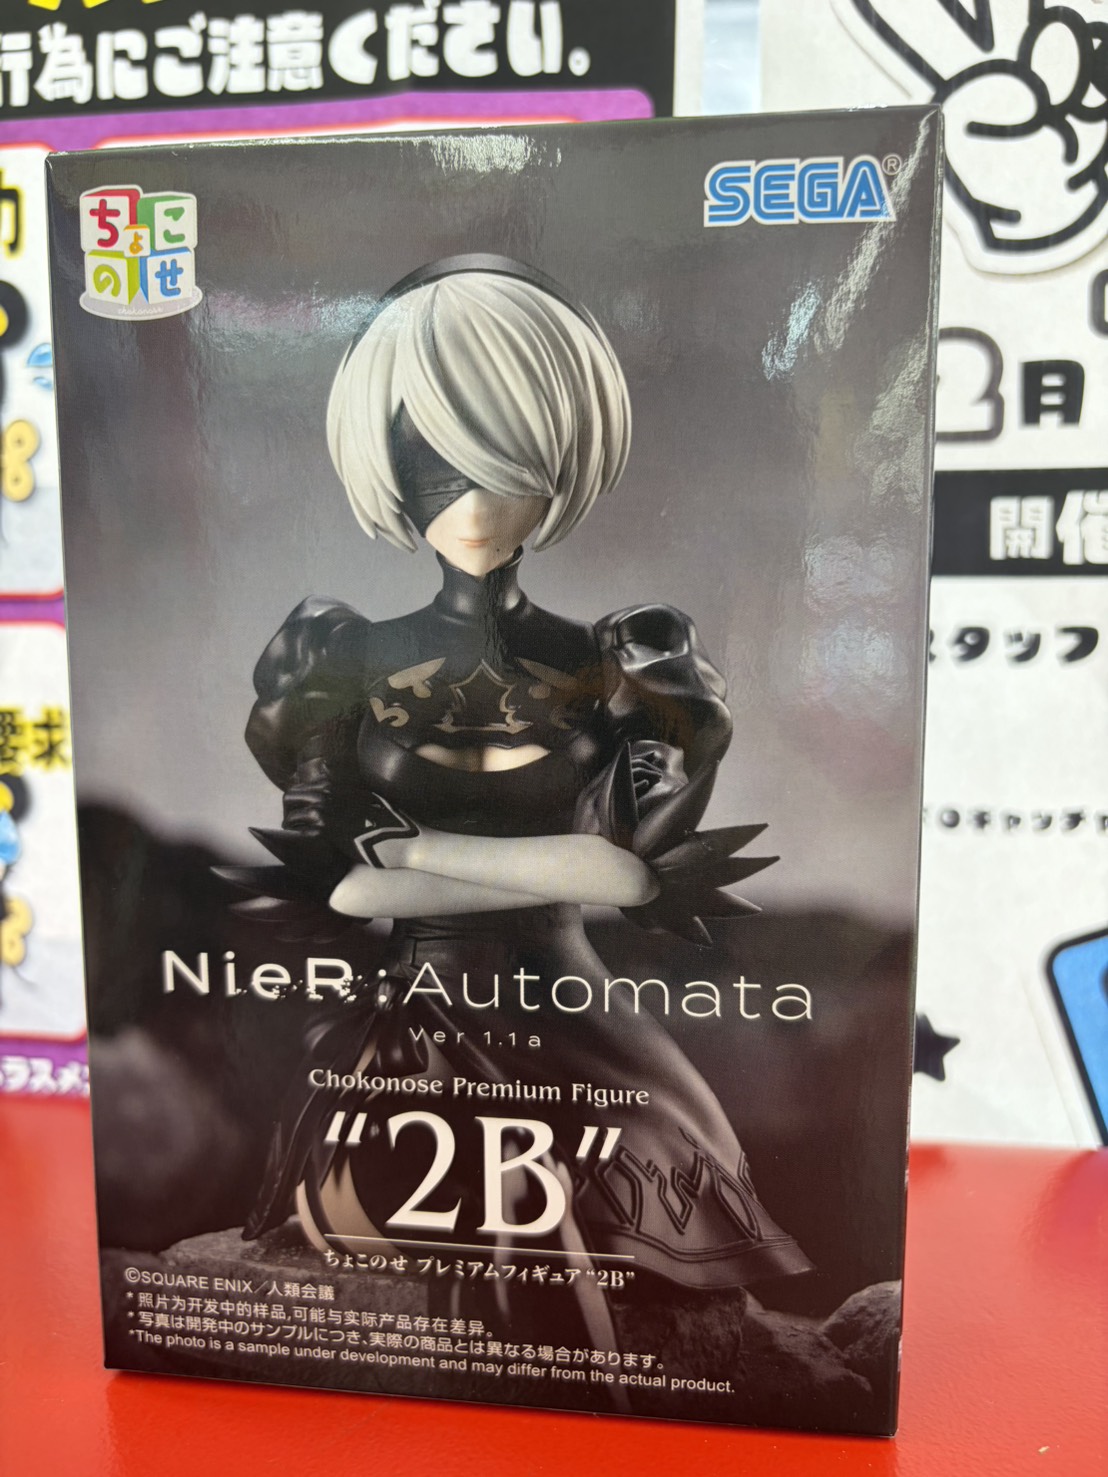 行為にご注意ください。
ちょこのせ
SEGA®
2月
開催
スタッフ
要求
NieR:Automata
Ver 1.1a
Chokonose Premium Figure
"2B"
ちょこのせ プレミアムフィギュア "2B"
©SQUARE ENIX／人類会議
* 照片为开发中的样品,可能与实际产品存在差异。
* 写真は開発中のサンプルにつき、実際の商品とは異なる場合があります。
*The photo is a sample under development and may differ from the actual product.